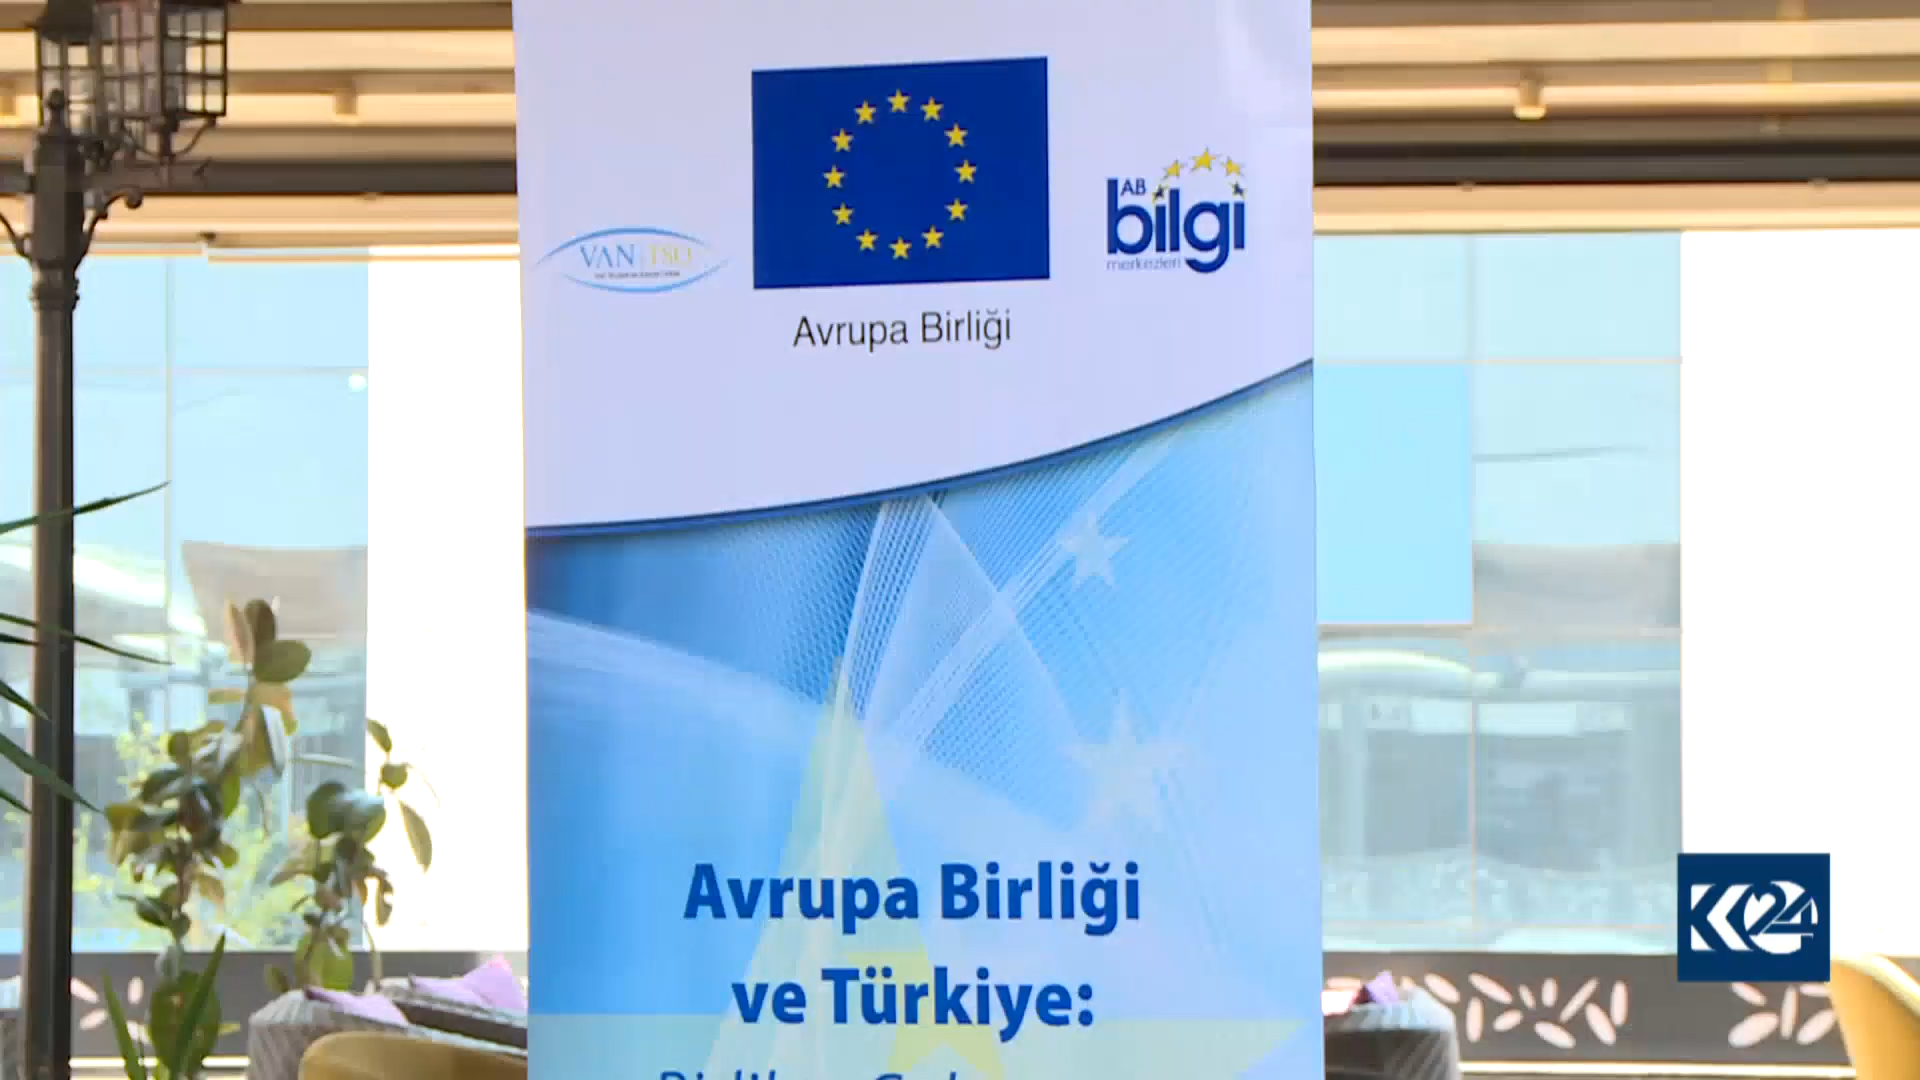 VAN TSO
AB
bilgi
merkezleri
Avrupa Birliği
Avrupa Birliği
ve Türkiye:
K24